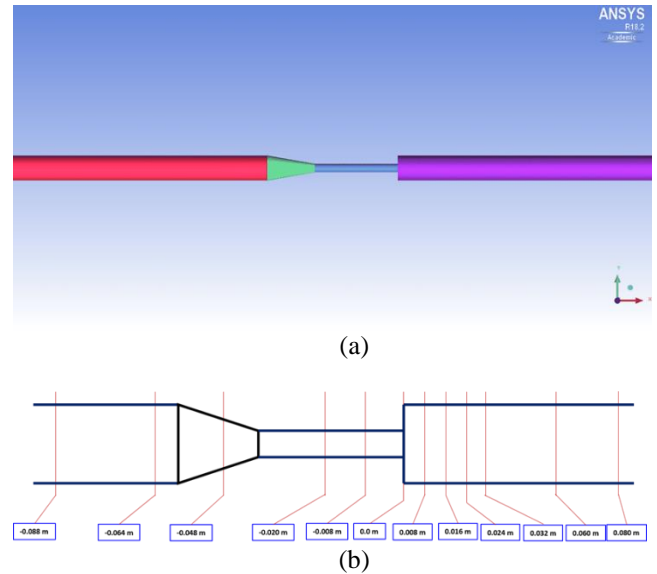 ANSYS
R18.2
Academic
Y
X
(a)
-0.088 m
-0.064 m
-0.048 m
-0.020 m
-0.008 m
0.0 m
0.008 m
0.016 m
0.024 m
0.032 m
0.060 m
0.080 m
(b)